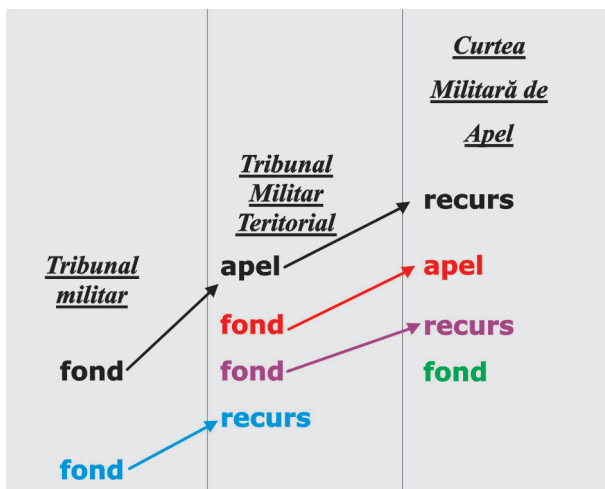 Tribunal
militar
fond
fond
Tribunal
Militar
Teritorial
apel
fond
fond
recurs
Curtea
Militară de
Apel
recurs
apel
recurs
fond